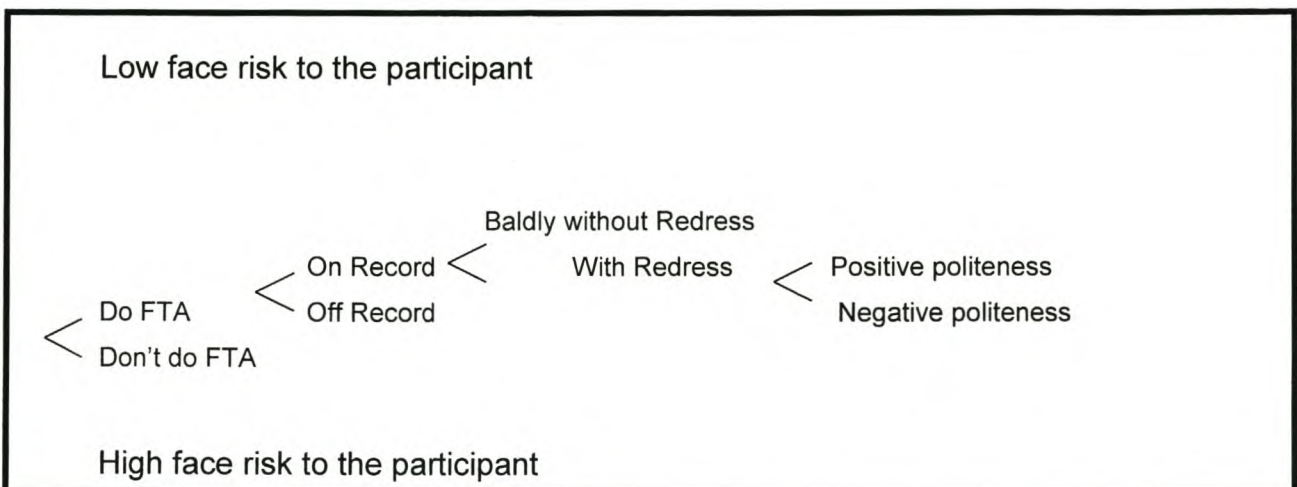 Low face risk to the participant
Baldly without Redress
On Record With Redress Positive politeness
Do FTA Off Record Negative politeness
Don't do FTA
High face risk to the participant